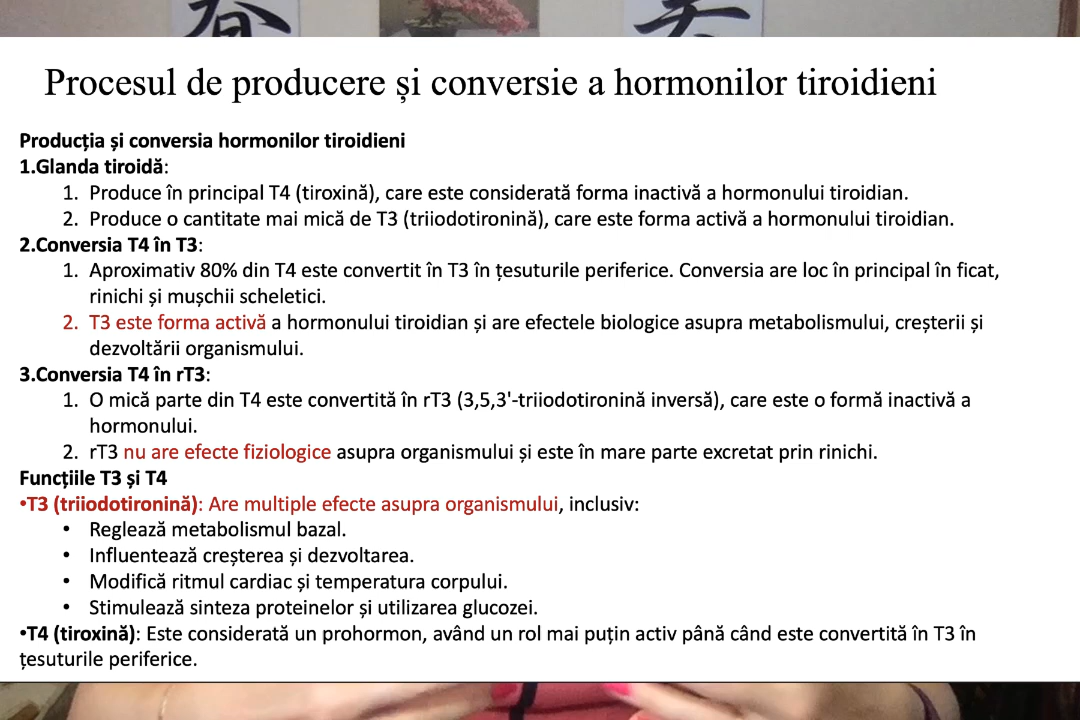 Procesul de producere și conversie a hormonilor tiroidieni
Producția și conversia hormonilor tiroidieni
1.Glanda tiroidă:
1. Produce în principal T4 (tiroxină), care este considerată forma inactivă a hormonului tiroidian.
2. Produce o cantitate mai mică de T3 (triiodotironină), care este forma activă a hormonului tiroidian.
2.Conversia T4 în T3:
1. Aproximativ 80% din T4 este convertit în T3 în țesuturile periferice. Conversia are loc în principal în ficat,
rinichi și mușchii scheletici.
2. T3 este forma activă a hormonului tiroidian și are efectele biologice asupra metabolismului, creșterii și
dezvoltării organismului.
3.Conversia T4 în rT3:
1. O mică parte din T4 este convertită în rT3 (3,5,3'-triiodotironină inversă), care este o formă inactivă a
hormonului.
2. rT3 nu are efecte fiziologice asupra organismului și este în mare parte excretat prin rinichi.
Funcțiile T3 și T4
•T3 (triiodotironină): Are multiple efecte asupra organismului, inclusiv:
• Reglează metabolismul bazal.
• Influentează creșterea și dezvoltarea.
• Modifică ritmul cardiac și temperatura corpului.
• Stimulează sinteza proteinelor și utilizarea glucozei.
•T4 (tiroxină): Este considerată un prohormon, având un rol mai puțin activ până când este convertită în T3 în
țesuturile periferice.